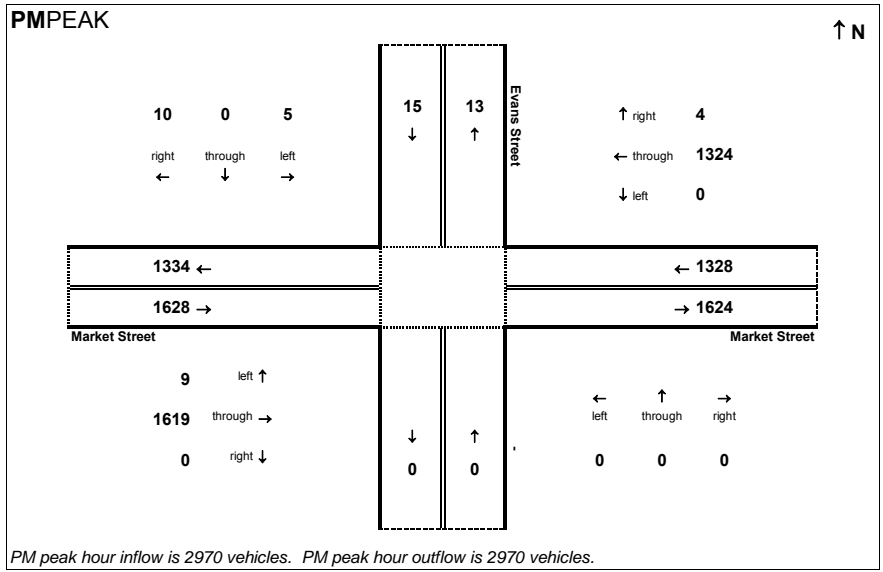 PMPEAK
↑ N
10 0 5
right through left
← ↓ →
15 13
↓ ↑
Evans Street
↑ right 4
← through 1324
↓ left 0
1334 ←
← 1328
1628 →
→ 1624
Market Street
Market Street
9 left ↑
1619 through →
0 right ↓
↓ ↑
0 0
← ↑ →
left through right
0 0 0
PM peak hour inflow is 2970 vehicles. PM peak hour outflow is 2970 vehicles.